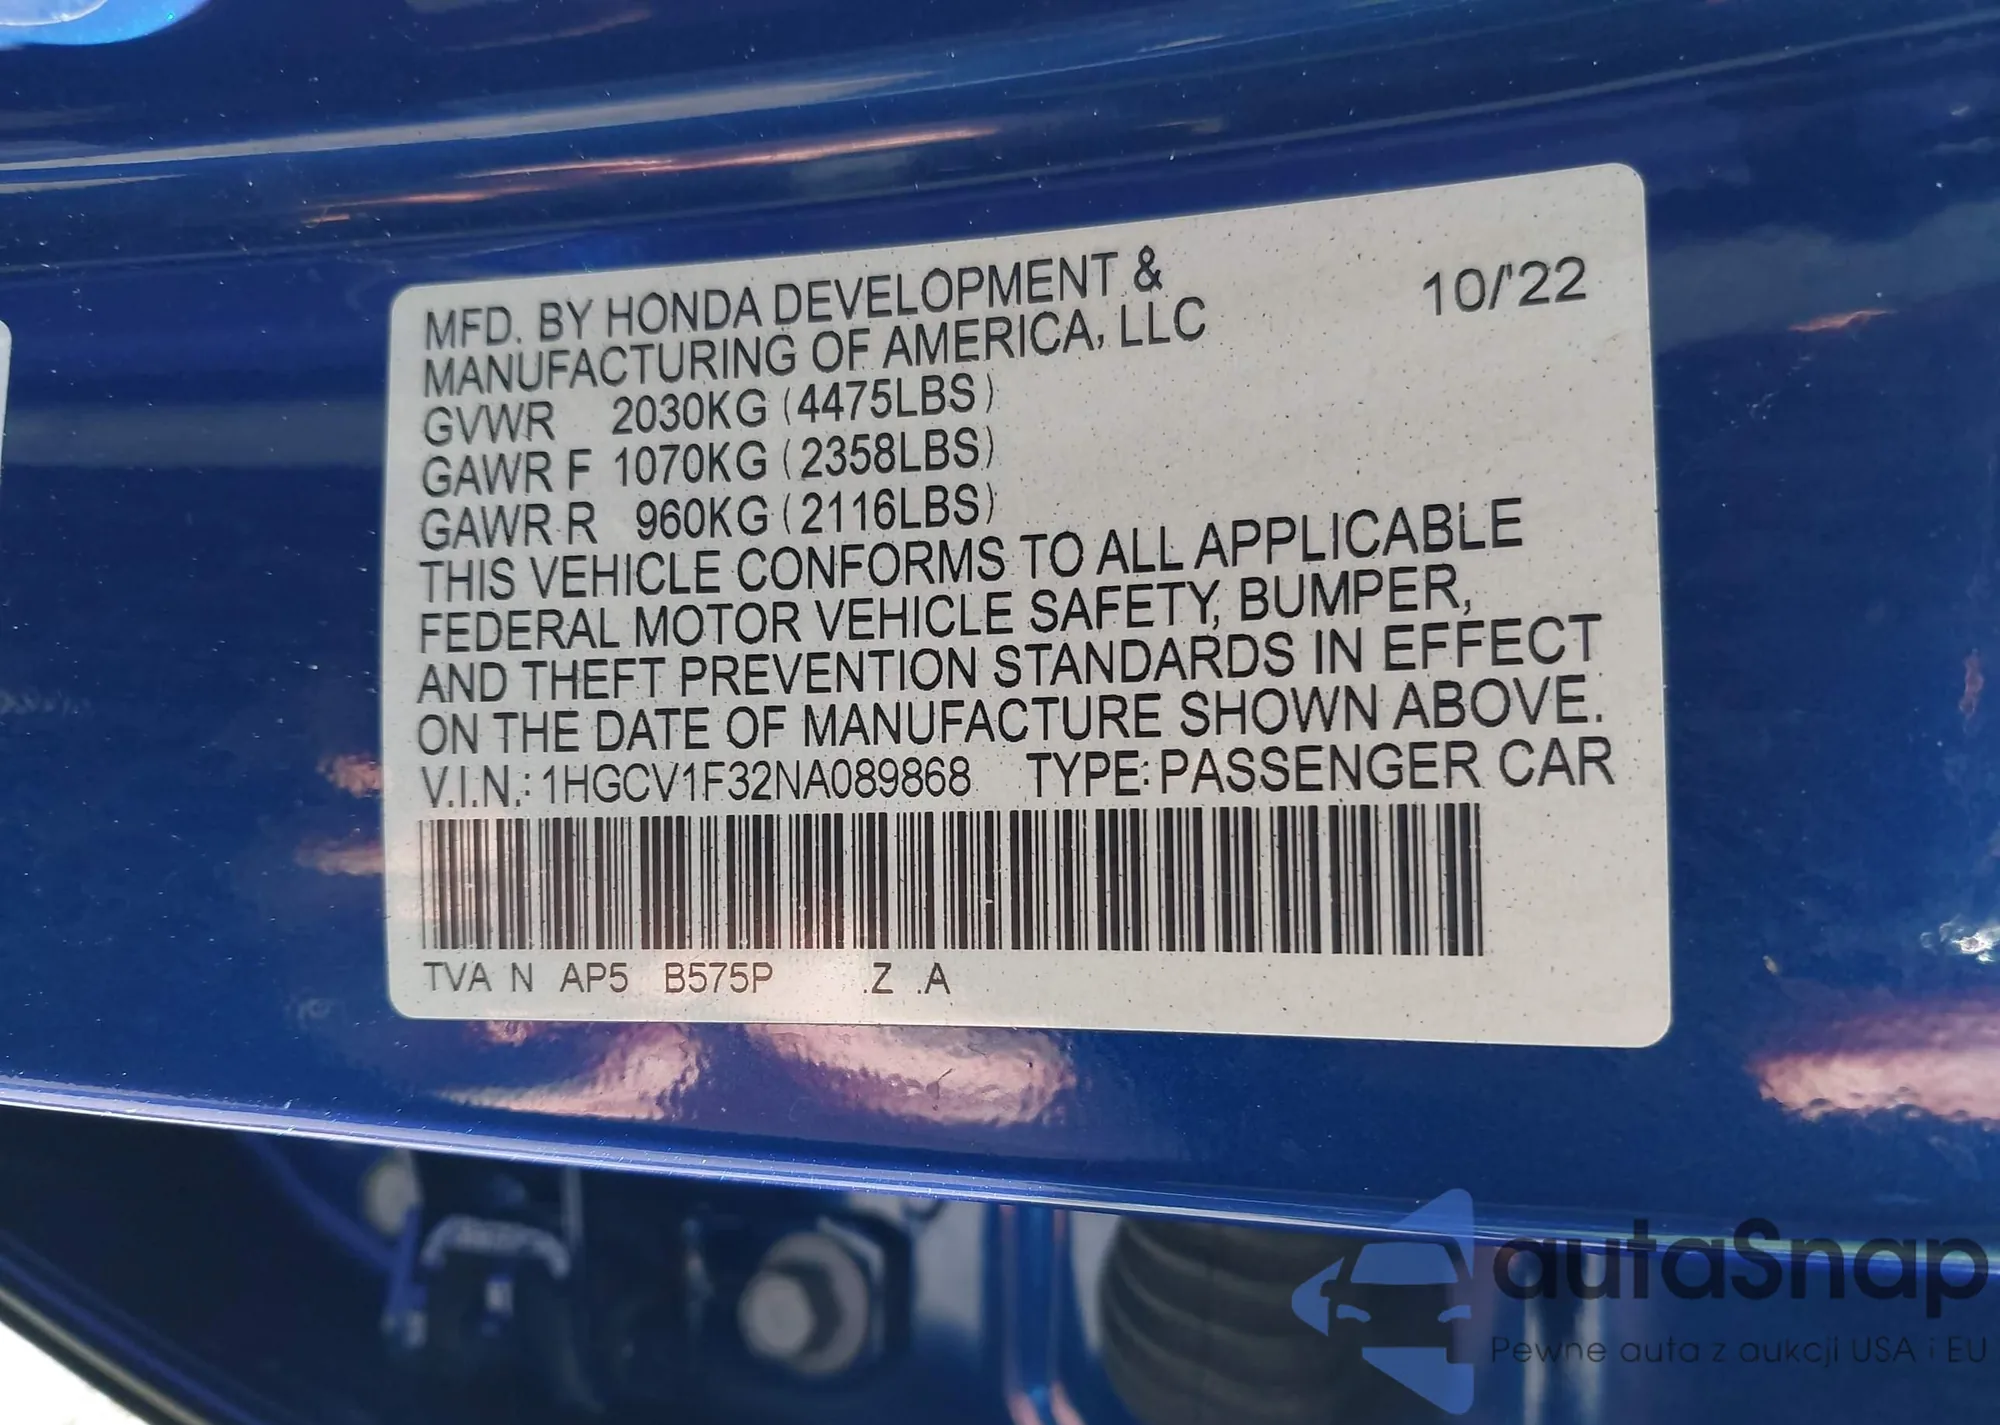 MFD. BY HONDA DEVELOPMENT &
MANUFACTURING OF AMERICA, LLC
10/'22
GVWR 2030KG (4475LBS)
GAWR F 1070KG (2358LBS)
GAWR R 960KG (2116LBS)
THIS VEHICLE CONFORMS TO ALL APPLICABLE
FEDERAL MOTOR VEHICLE SAFETY, BUMPER,
AND THEFT PREVENTION STANDARDS IN EFFECT
ON THE DATE OF MANUFACTURE SHOWN ABOVE.
V.I.N.: 1HGCV1F32NA089868 TYPE: PASSENGER CAR
TVA N AP5 B575P .Z .A
autaSnap
Pewne auta z aukcji USA i EU